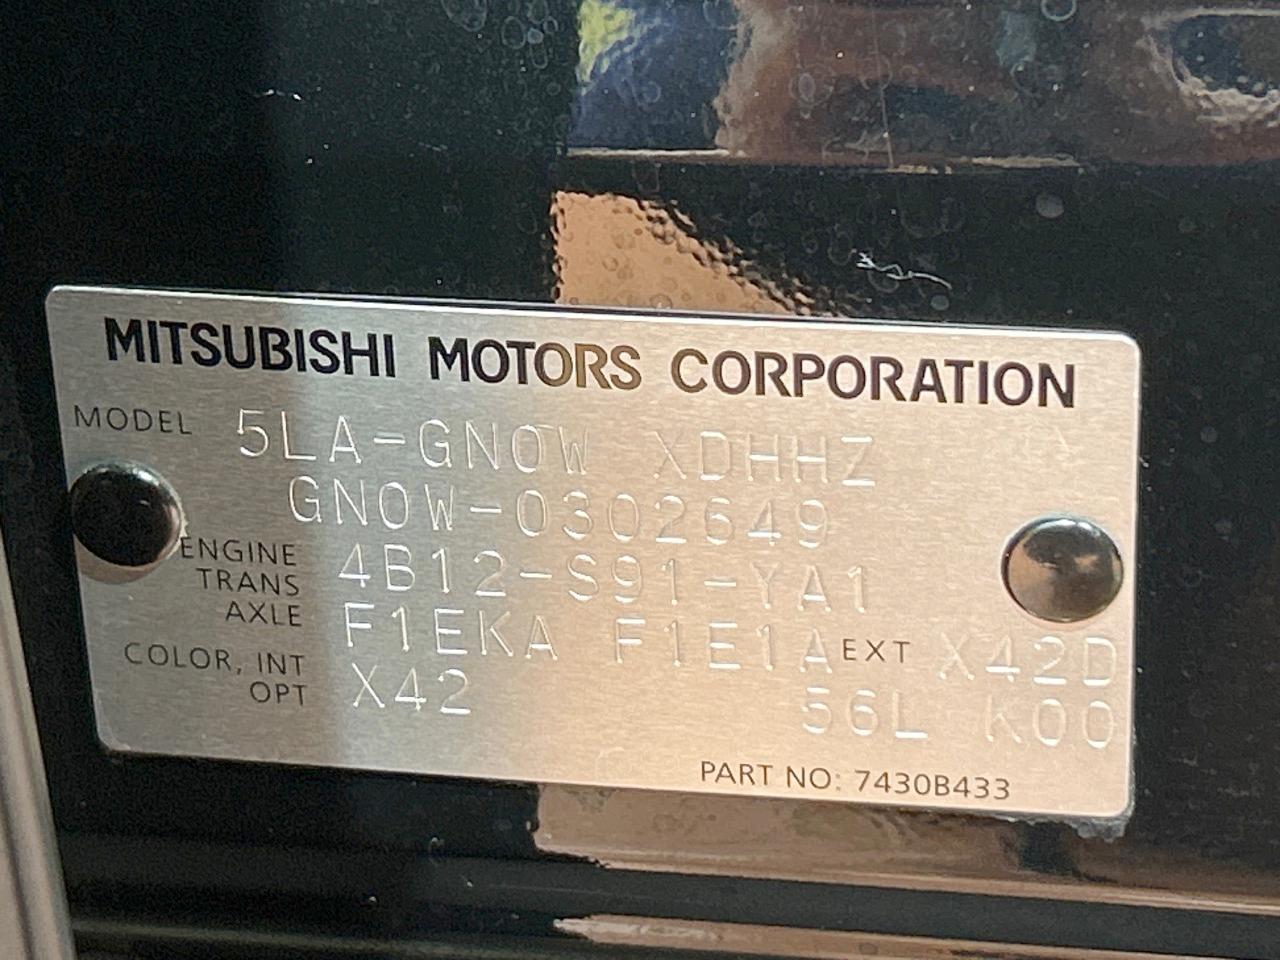 MITSUBISHI MOTORS CORPORATION
MODEL 5LA-GN0W XDHHZ
GN0W-0302649
ENGINE 4B12-S91-YA1
TRANS
AXLE F1EKA F1E1A EXT X42D
COLOR, INT
OPT X42 56L K00
PART NO: 7430B433